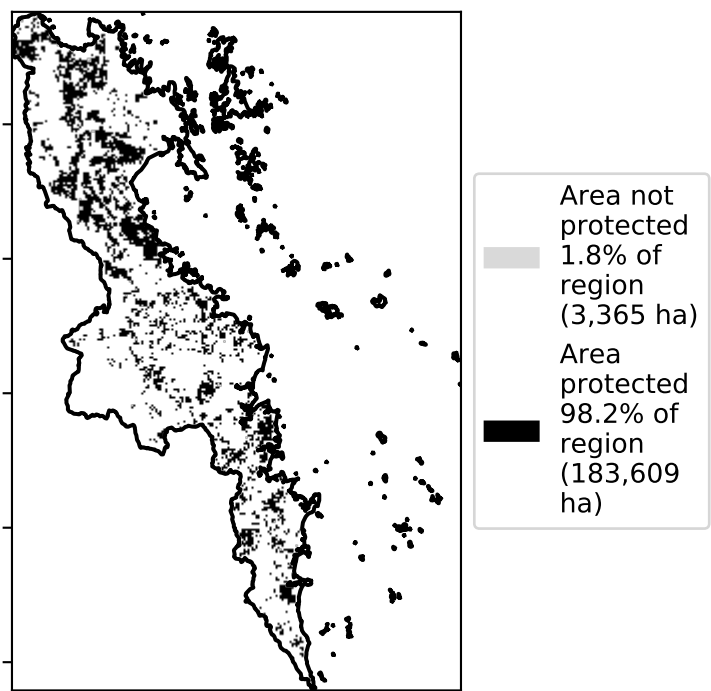 Area not
protected
1.8% of
region
(3,365 ha)
Area
protected
98.2% of
region
(183,609
ha)